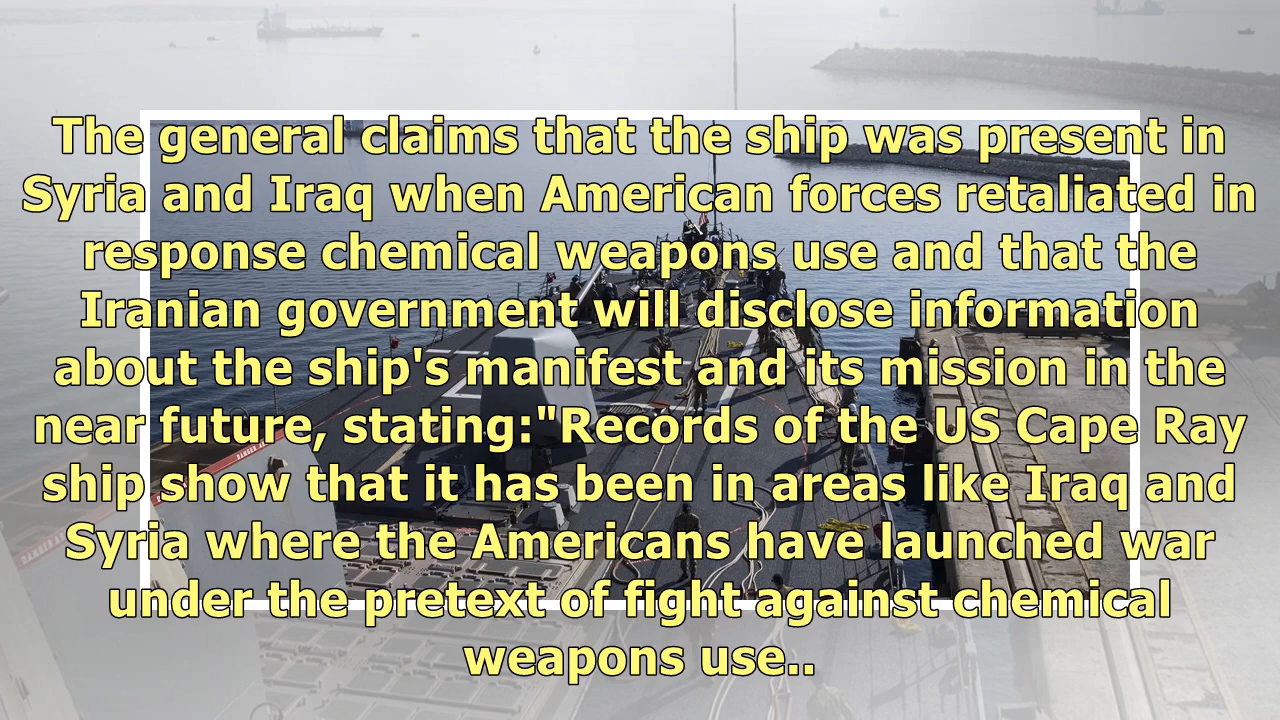 The general claims that the ship was present in
Syria and Iraq when American forces retaliated in
response chemical weapons use and that the
Iranian government will disclose information
about the ship's manifest and its mission in the
near future, stating:"Records of the US Cape Ray
ship show that it has been in areas like Iraq and
Syria where the Americans have launched war
under the pretext of fight against chemical
weapons use..